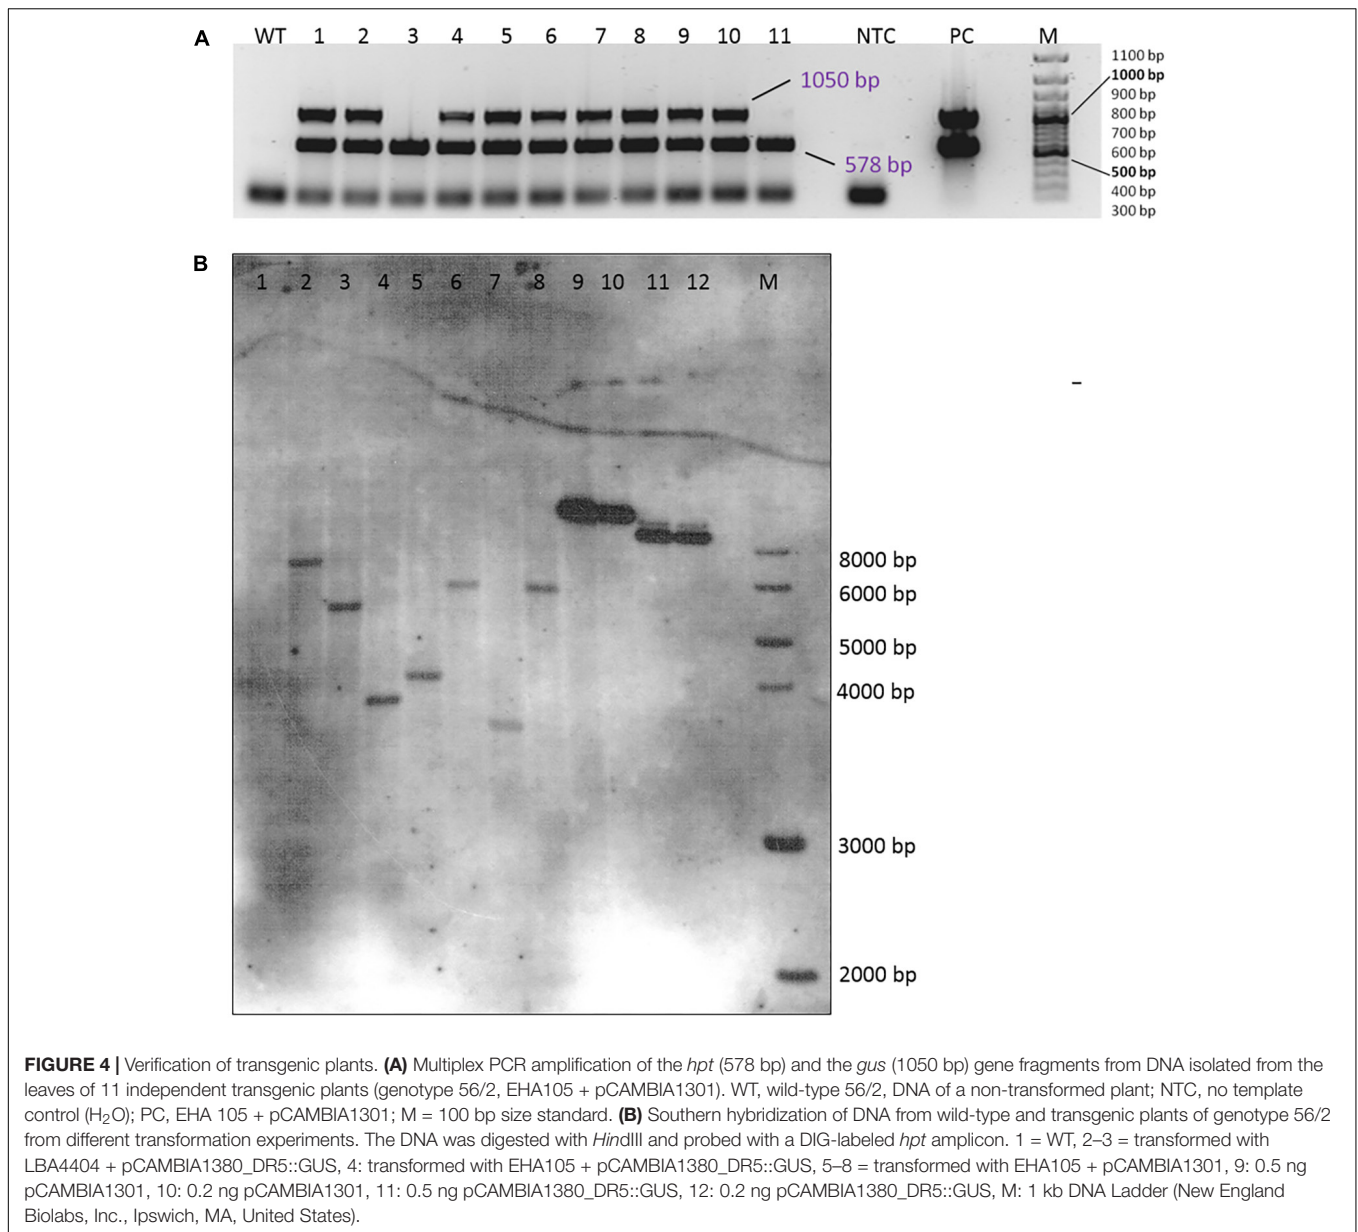 A
WT 1 2 3 4 5 6 7 8 9 10 11 NTC PC M
1100 bp
1000 bp
900 bp
800 bp
700 bp
600 bp
500 bp
400 bp
300 bp
1050 bp
578 bp
B
1 2 3 4 5 6 7 8 9 10 11 12 M
8000 bp
6000 bp
5000 bp
4000 bp
3000 bp
2000 bp
FIGURE 4 | Verification of transgenic plants. (A) Multiplex PCR amplification of the hpt (578 bp) and the gus (1050 bp) gene fragments from DNA isolated from the
leaves of 11 independent transgenic plants (genotype 56/2, EHA105 + pCAMBIA1301). WT, wild-type 56/2, DNA of a non-transformed plant; NTC, no template
control (H₂O); PC, EHA 105 + pCAMBIA1301; M = 100 bp size standard. (B) Southern hybridization of DNA from wild-type and transgenic plants of genotype 56/2
from different transformation experiments. The DNA was digested with HindIII and probed with a DIG-labeled hpt amplicon. 1 = WT, 2–3 = transformed with
LBA4404 + pCAMBIA1380_DR5::GUS, 4: transformed with EHA105 + pCAMBIA1380_DR5::GUS, 5–8 = transformed with EHA105 + pCAMBIA1301, 9: 0.5 ng
pCAMBIA1301, 10: 0.2 ng pCAMBIA1301, 11: 0.5 ng pCAMBIA1380_DR5::GUS, 12: 0.2 ng pCAMBIA1380_DR5::GUS, M: 1 kb DNA Ladder (New England
Biolabs, Inc., Ipswich, MA, United States).